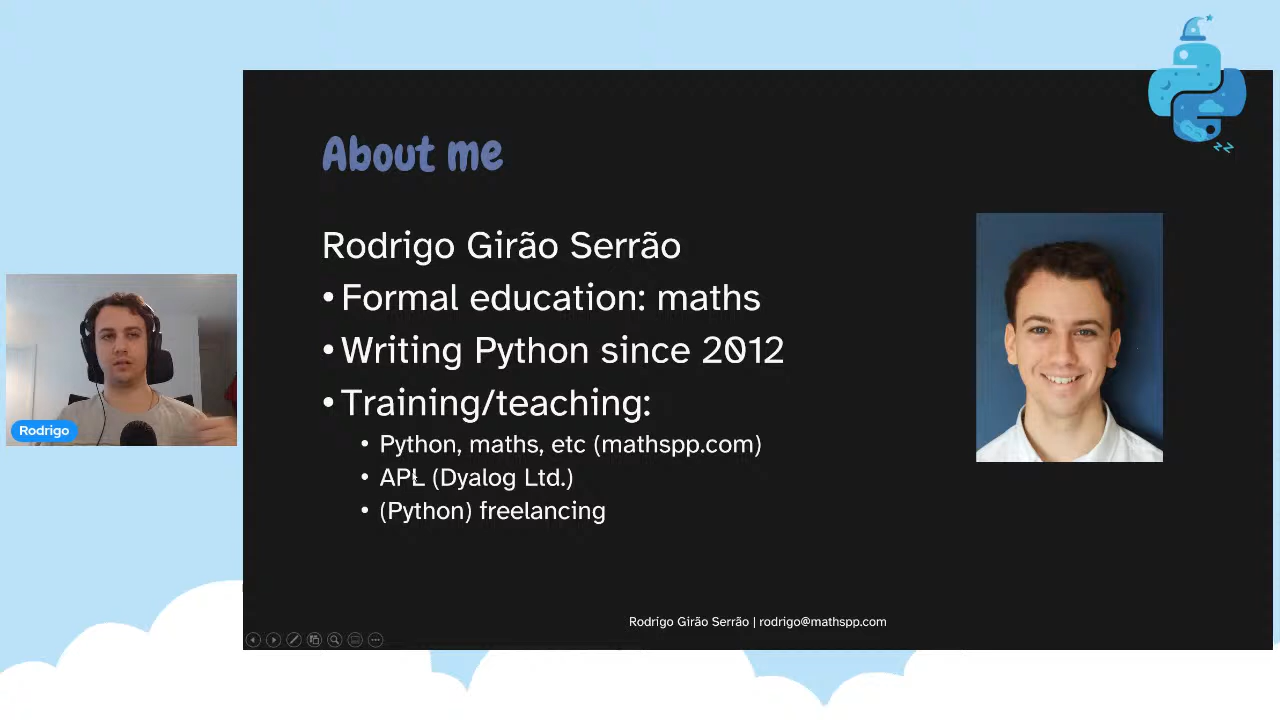 About me
Rodrigo Girão Serrão
• Formal education: maths
• Writing Python since 2012
• Training/teaching:
• Python, maths, etc (mathspp.com)
• APL (Dyalog Ltd.)
• (Python) freelancing
Rodrigo
Rodrigo Girão Serrão | rodrigo@mathspp.com
zz